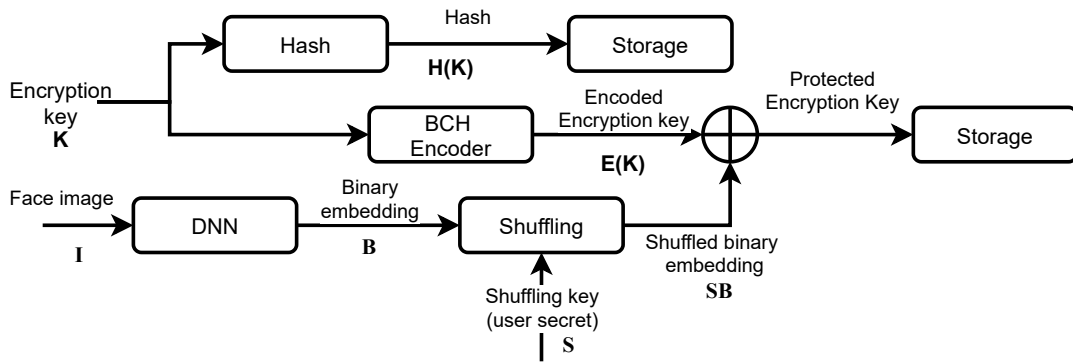 Hash
Hash
H(K)
Storage
Encryption
key
K
BCH
Encoder
Encoded
Encryption key
E(K)
Protected
Encryption Key
Storage
Face image
I
DNN
Binary
embedding
B
Shuffling
Shuffled binary
embedding
SB
Shuffling key
(user secret)
S